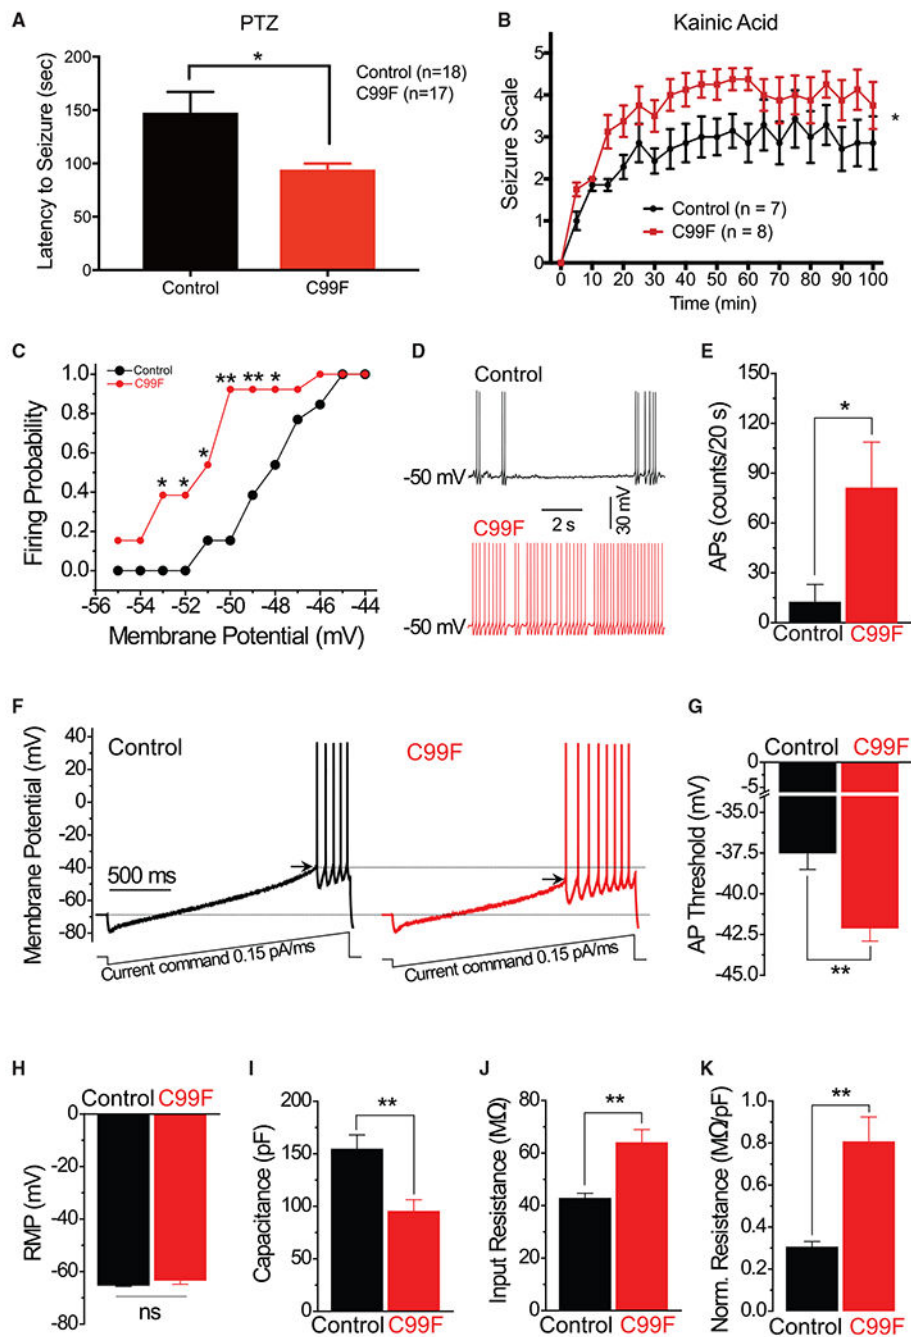 A
PTZ
Latency to Seizure (sec)
200
150
100
50
0
*
Control (n=18)
C99F (n=17)
Control
C99F
B
Kainic Acid
Seizure Scale
5
4
3
2
1
0
*
Control (n = 7)
C99F (n = 8)
0 10 20 30 40 50 60 70 80 90 100
Time (min)
C
Firing Probability
1.0
0.8
0.6
0.4
0.2
0.0
Control
C99F
* * * ** ** *
-56 -54 -52 -50 -48 -46 -44
Membrane Potential (mV)
D
Control
-50 mV
2 s
30 mV
C99F
-50 mV
E
APs (counts/20 s)
150
120
90
60
30
0
*
Control C99F
F
Membrane Potential (mV)
40
20
0
-20
-40
-60
-80
Control
C99F
500 ms
Current command 0.15 pA/ms
Current command 0.15 pA/ms
G
Control C99F
AP Threshold (mV)
0
-5
-35.0
-37.5
-40.0
-42.5
-45.0
**
H
Control C99F
RMP (mV)
0
-20
-40
-60
-80
ns
I
Capacitance (pF)
200
150
100
50
0
**
Control C99F
J
Input Resistance (MΩ)
80
60
40
20
0
**
Control C99F
K
Norm. Resistance (MΩ/pF)
1.0
0.8
0.6
0.4
0.2
0.0
**
Control C99F